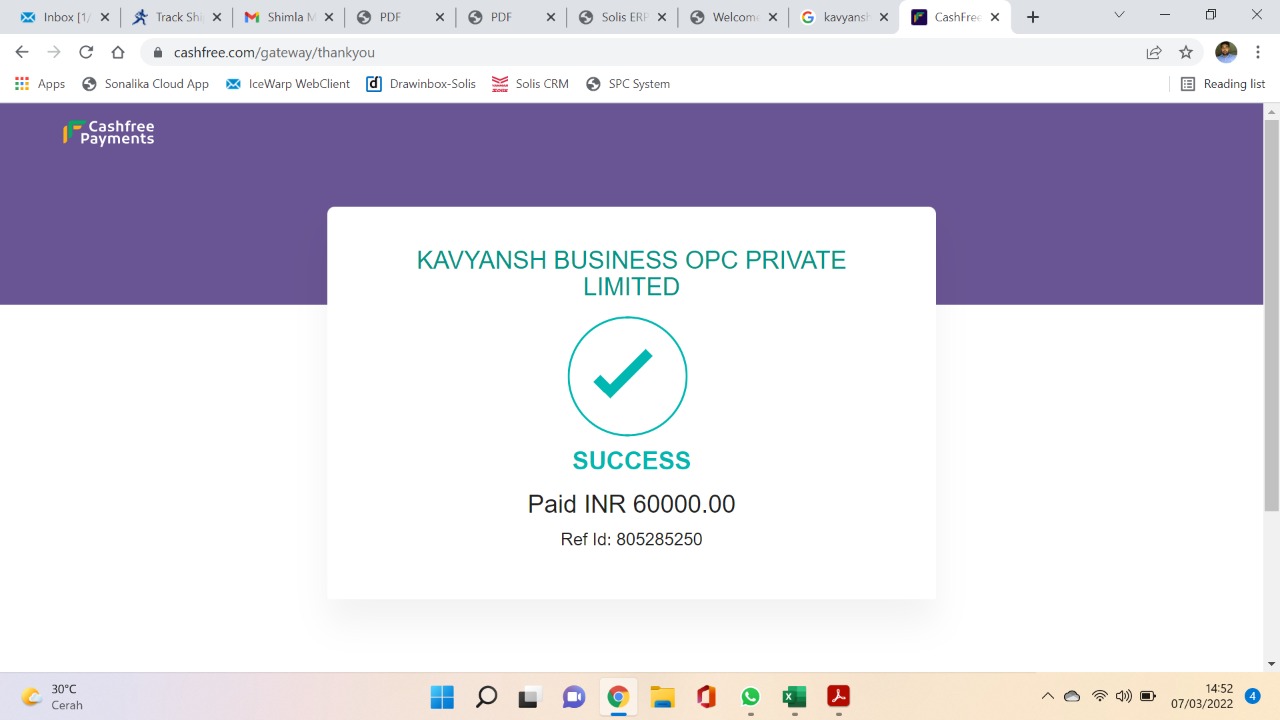 Inbox [1/
Track Shi
Shimla M
PDF
PDF
Solis ER
Welcom
kavyansh
CashFree
cashfree.com/gateway/thankyou
Apps
Sonalika Cloud App
IceWarp WebClient
Drawinbox-Solis
Solis CRM
SPC System
Reading list
Cashfree
Payments
KAVYANSH BUSINESS OPC PRIVATE
LIMITED
SUCCESS
Paid INR 60000.00
Ref Id: 805285250
30°C
Cerah
14:52
07/03/2022
4